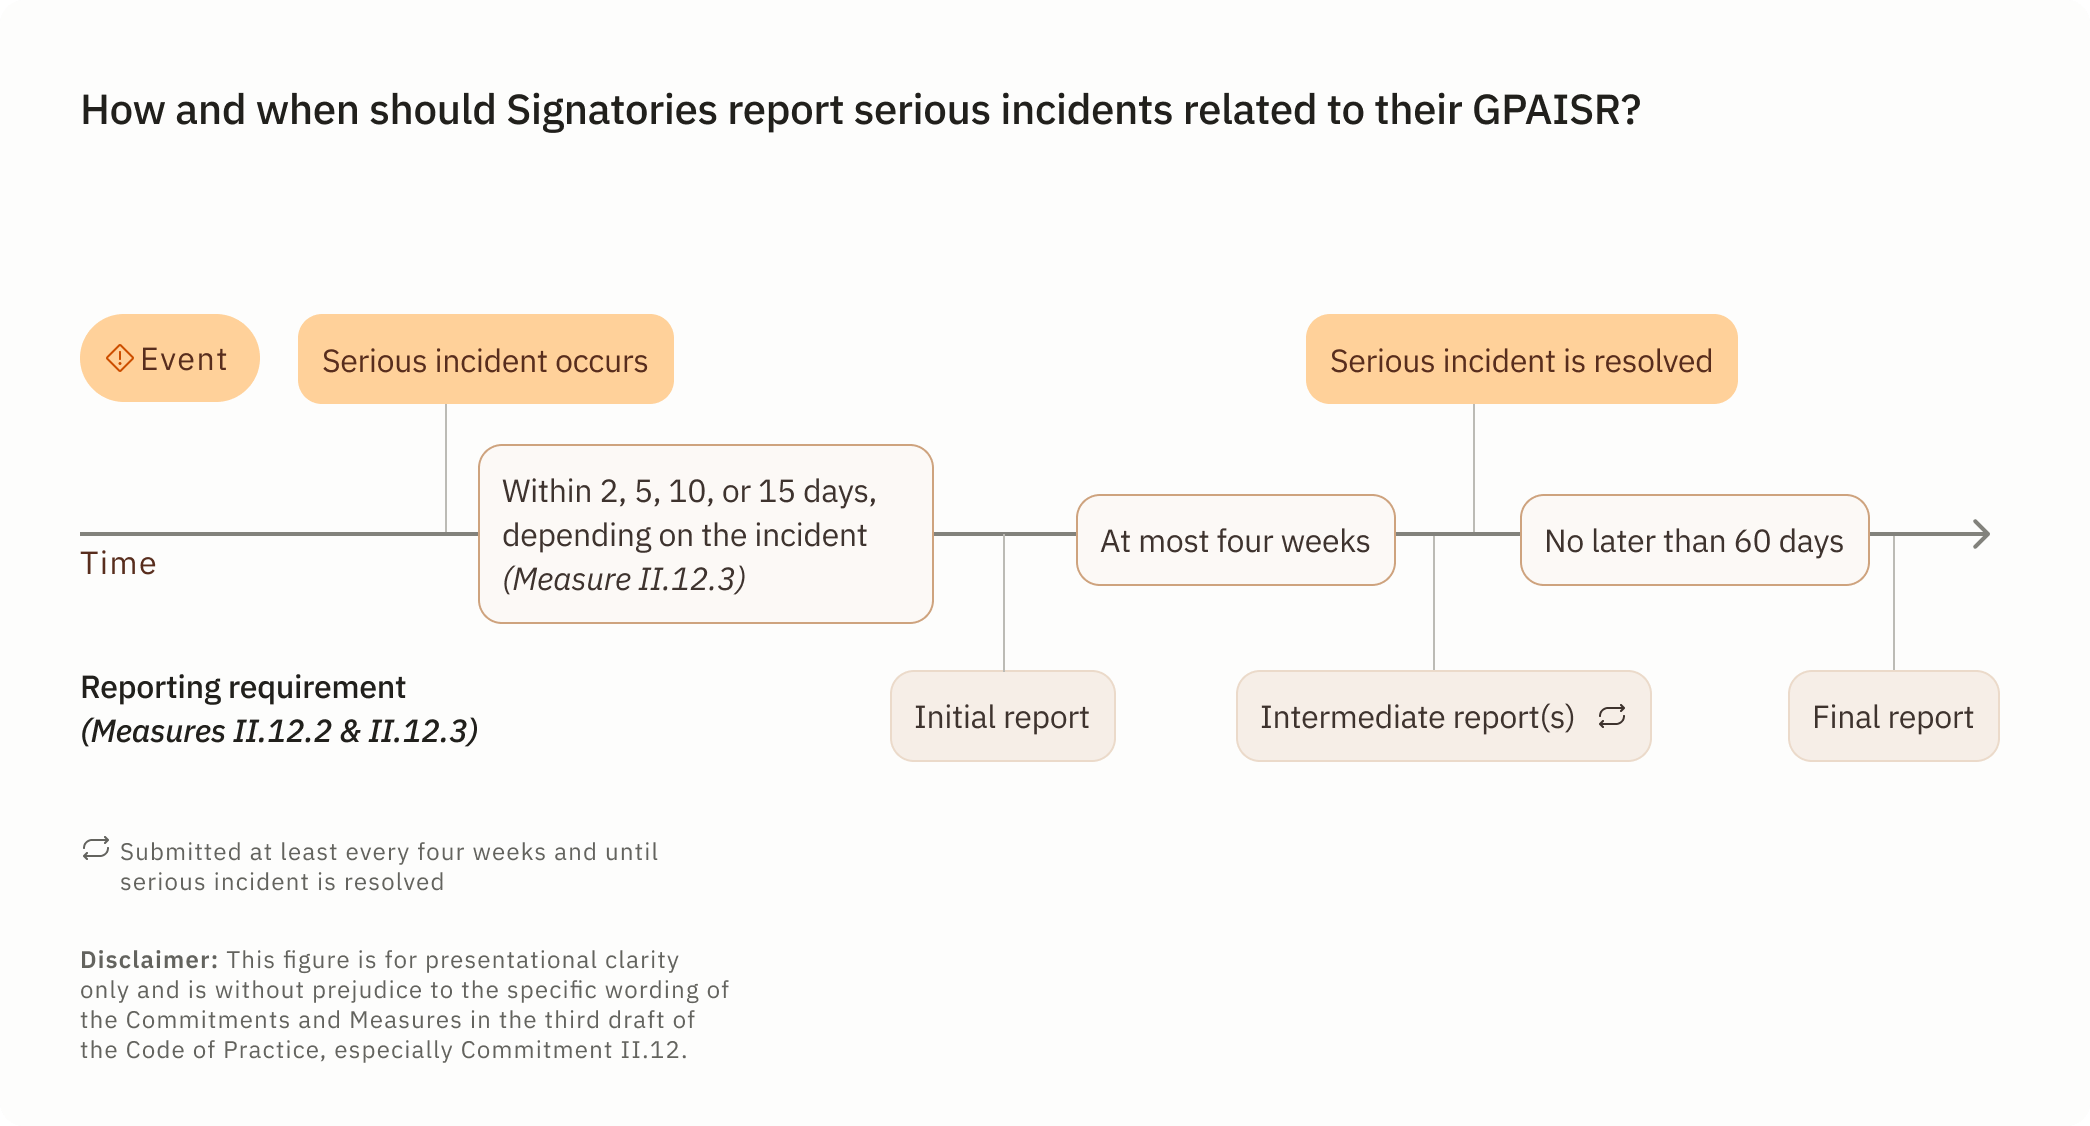 How and when should Signatories report serious incidents related to their GPAISR?
Event
Serious incident occurs
Serious incident is resolved
Within 2, 5, 10, or 15 days,
depending on the incident
(Measure II.12.3)
At most four weeks
No later than 60 days
Time
Reporting requirement
(Measures II.12.2 & II.12.3)
Initial report
Intermediate report(s)
Final report
Submitted at least every four weeks and until
serious incident is resolved
Disclaimer: This figure is for presentational clarity
only and is without prejudice to the specific wording of
the Commitments and Measures in the third draft of
the Code of Practice, especially Commitment II.12.